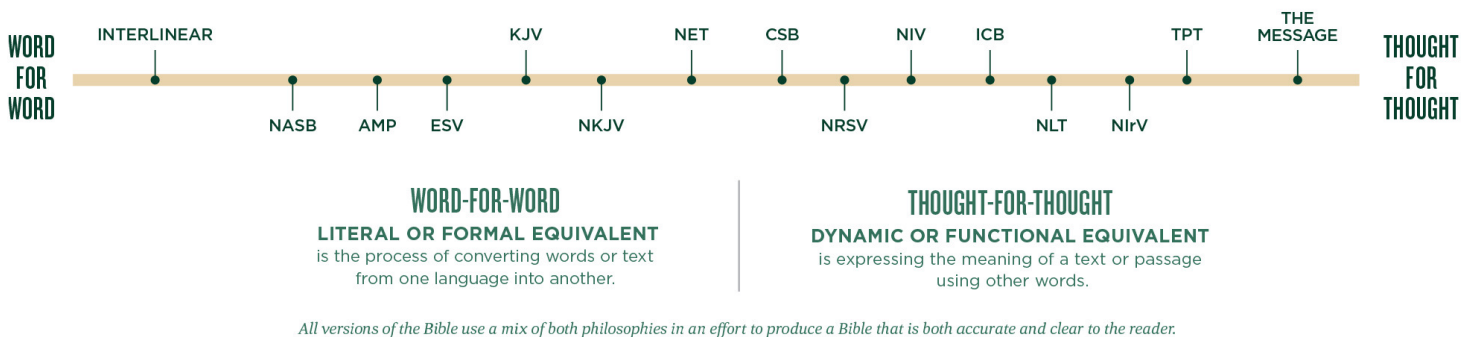 WORD
FOR
WORD
INTERLINEAR
NASB
AMP
ESV
KJV
NKJV
NET
CSB
NRSV
NIV
ICB
NLT
NIrV
TPT
THE
MESSAGE
THOUGHT
FOR
THOUGHT
WORD-FOR-WORD
LITERAL OR FORMAL EQUIVALENT
is the process of converting words or text
from one language into another.
THOUGHT-FOR-THOUGHT
DYNAMIC OR FUNCTIONAL EQUIVALENT
is expressing the meaning of a text or passage
using other words.
All versions of the Bible use a mix of both philosophies in an effort to produce a Bible that is both accurate and clear to the reader.